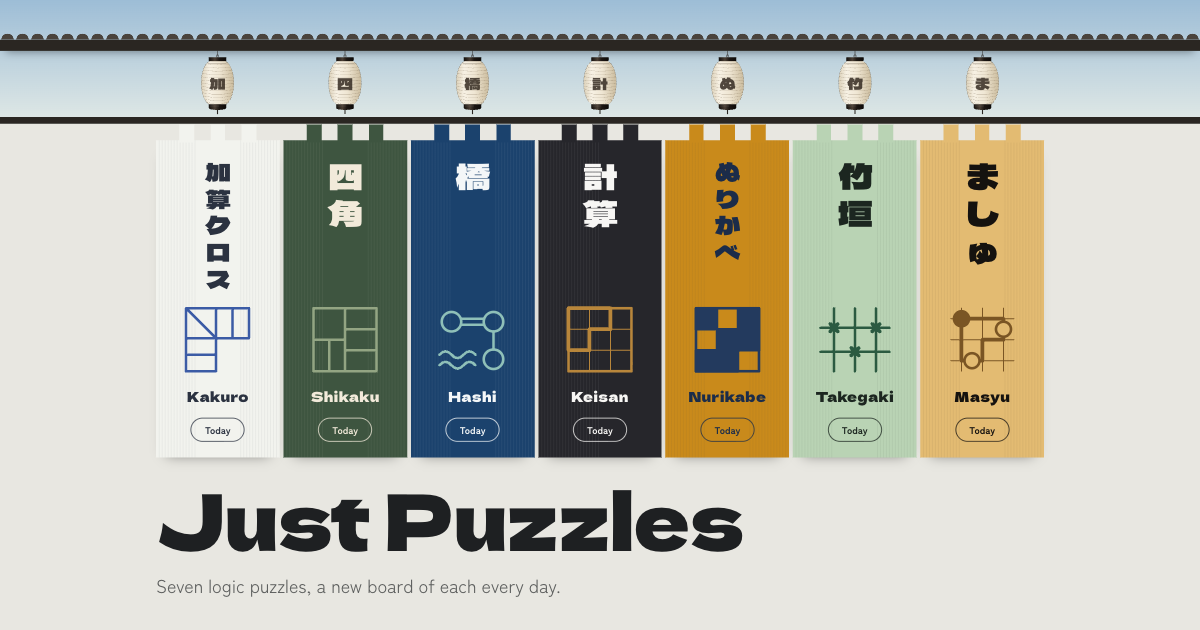 加
四
橋
計
ぬ
竹
ま
加算クロス
四角
橋
計算
ぬりかべ
竹垣
ましゅ
Kakuro
Shikaku
Hashi
Keisan
Nurikabe
Takegaki
Masyu
Today
Today
Today
Today
Today
Today
Today
Just Puzzles
Seven logic puzzles, a new board of each every day.